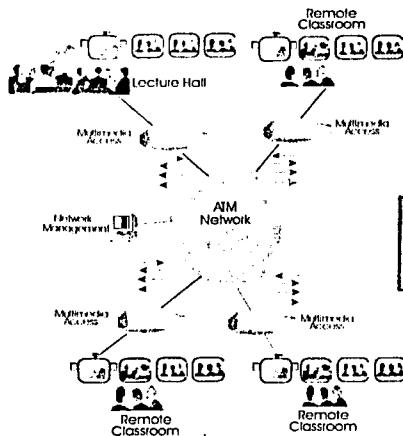 Remote
Classroom
Lecture Hall
Multimedia
Access
Multimedia
Access
ATM
Network
Network
Management
Multimedia
Access
Multimedia
Access
Remote
Classroom
Remote
Classroom